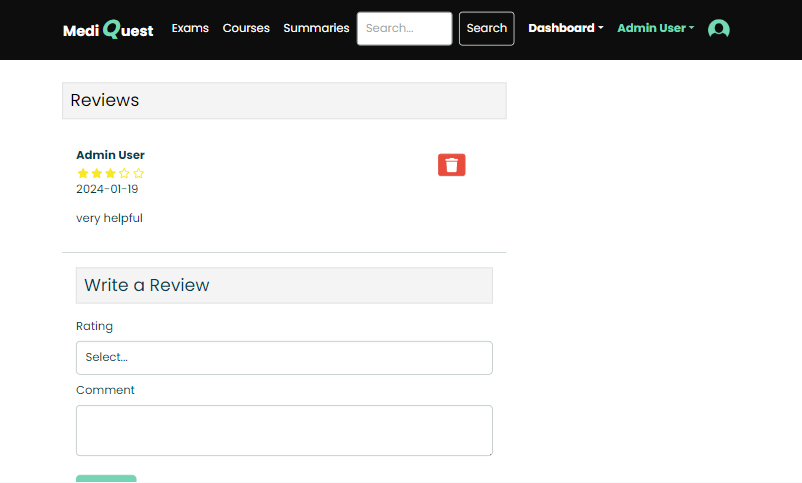 Medi Quest Exams Courses Summaries Search... Search Dashboard Admin User
Reviews
Admin User
2024-01-19
very helpful
Write a Review
Rating
Select...
Comment